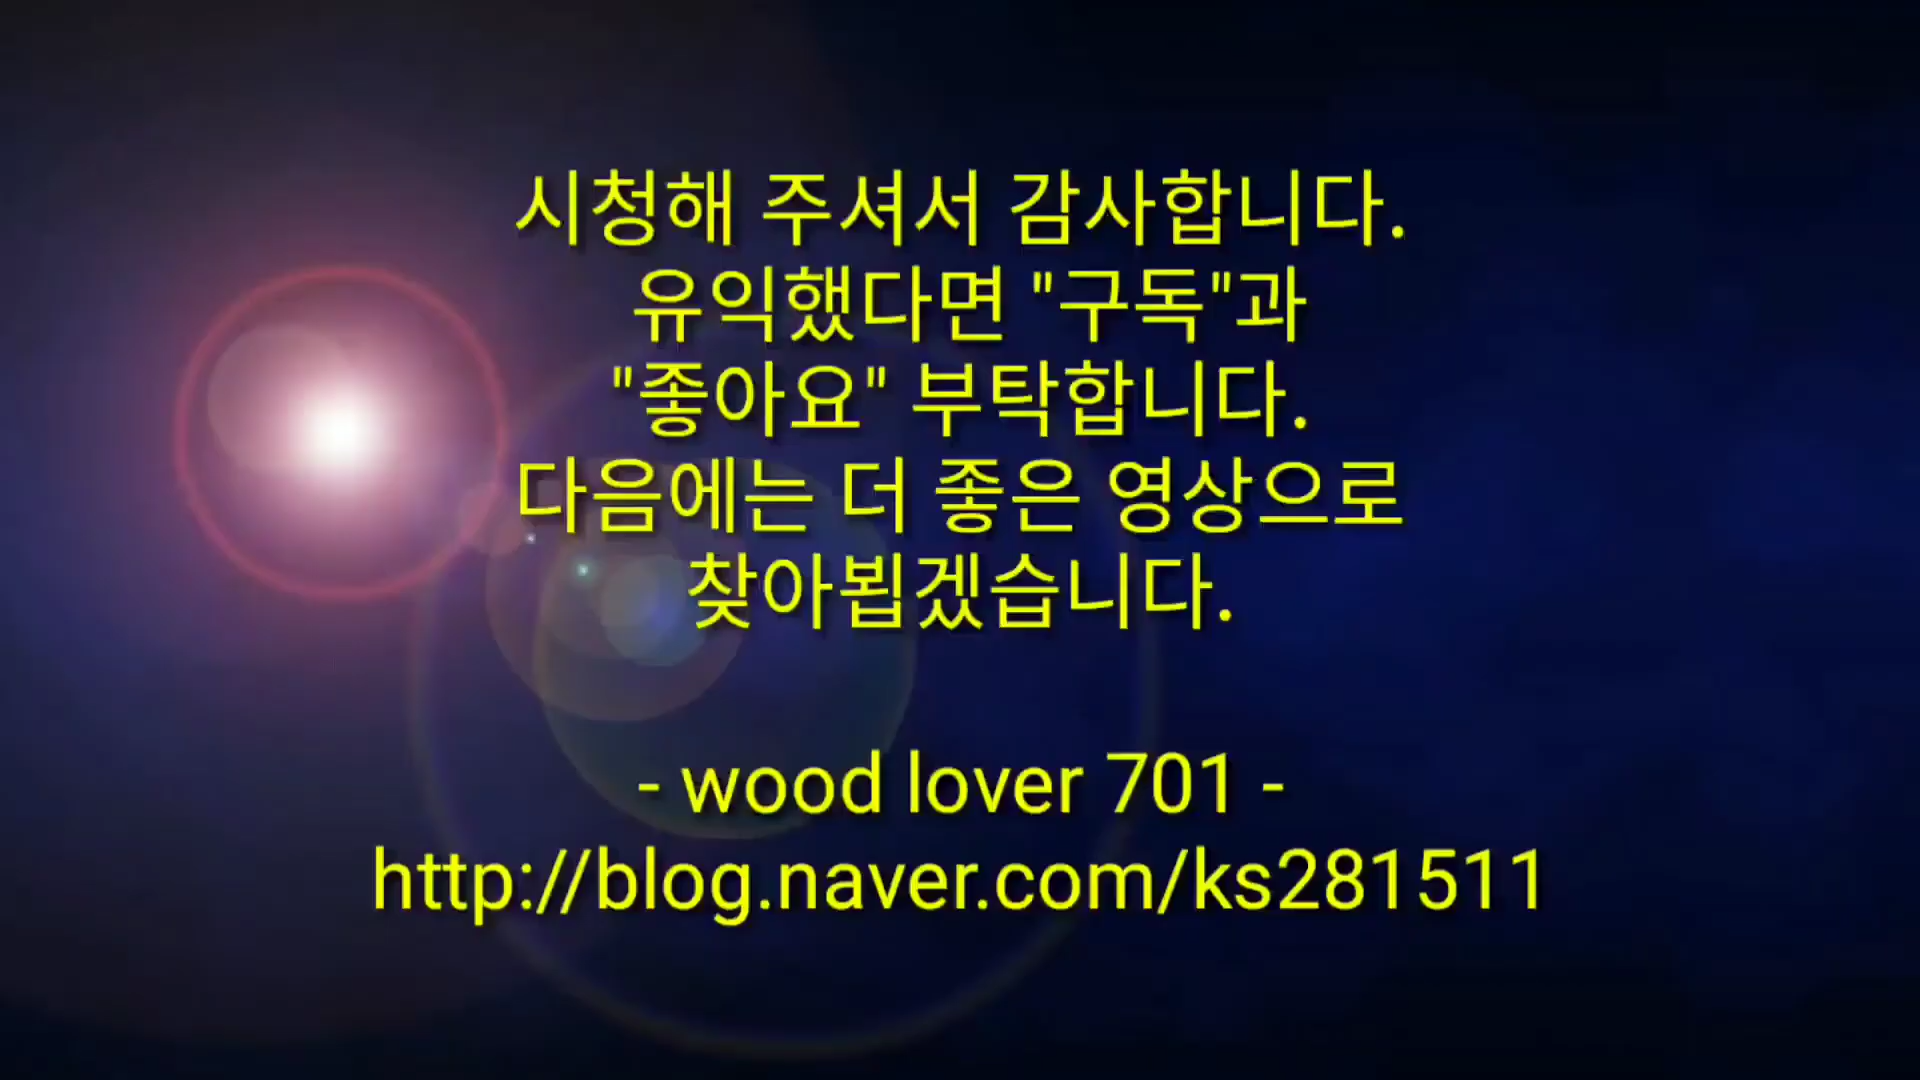 시청해 주셔서 감사합니다.
유익했다면 "구독"과
"좋아요" 부탁합니다.
다음에는 더 좋은 영상으로
찾아뵙겠습니다.
- wood lover 701 -
http://blog.naver.com/ks281511